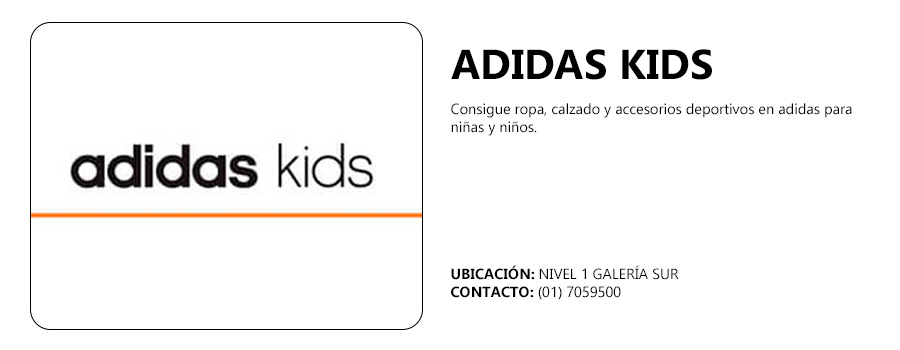 adidas kids
ADIDAS KIDS
Consigue ropa, calzado y accesorios deportivos en adidas para
niñas y niños.
UBICACIÓN: NIVEL 1 GALERÍA SUR
CONTACTO: (01) 7059500